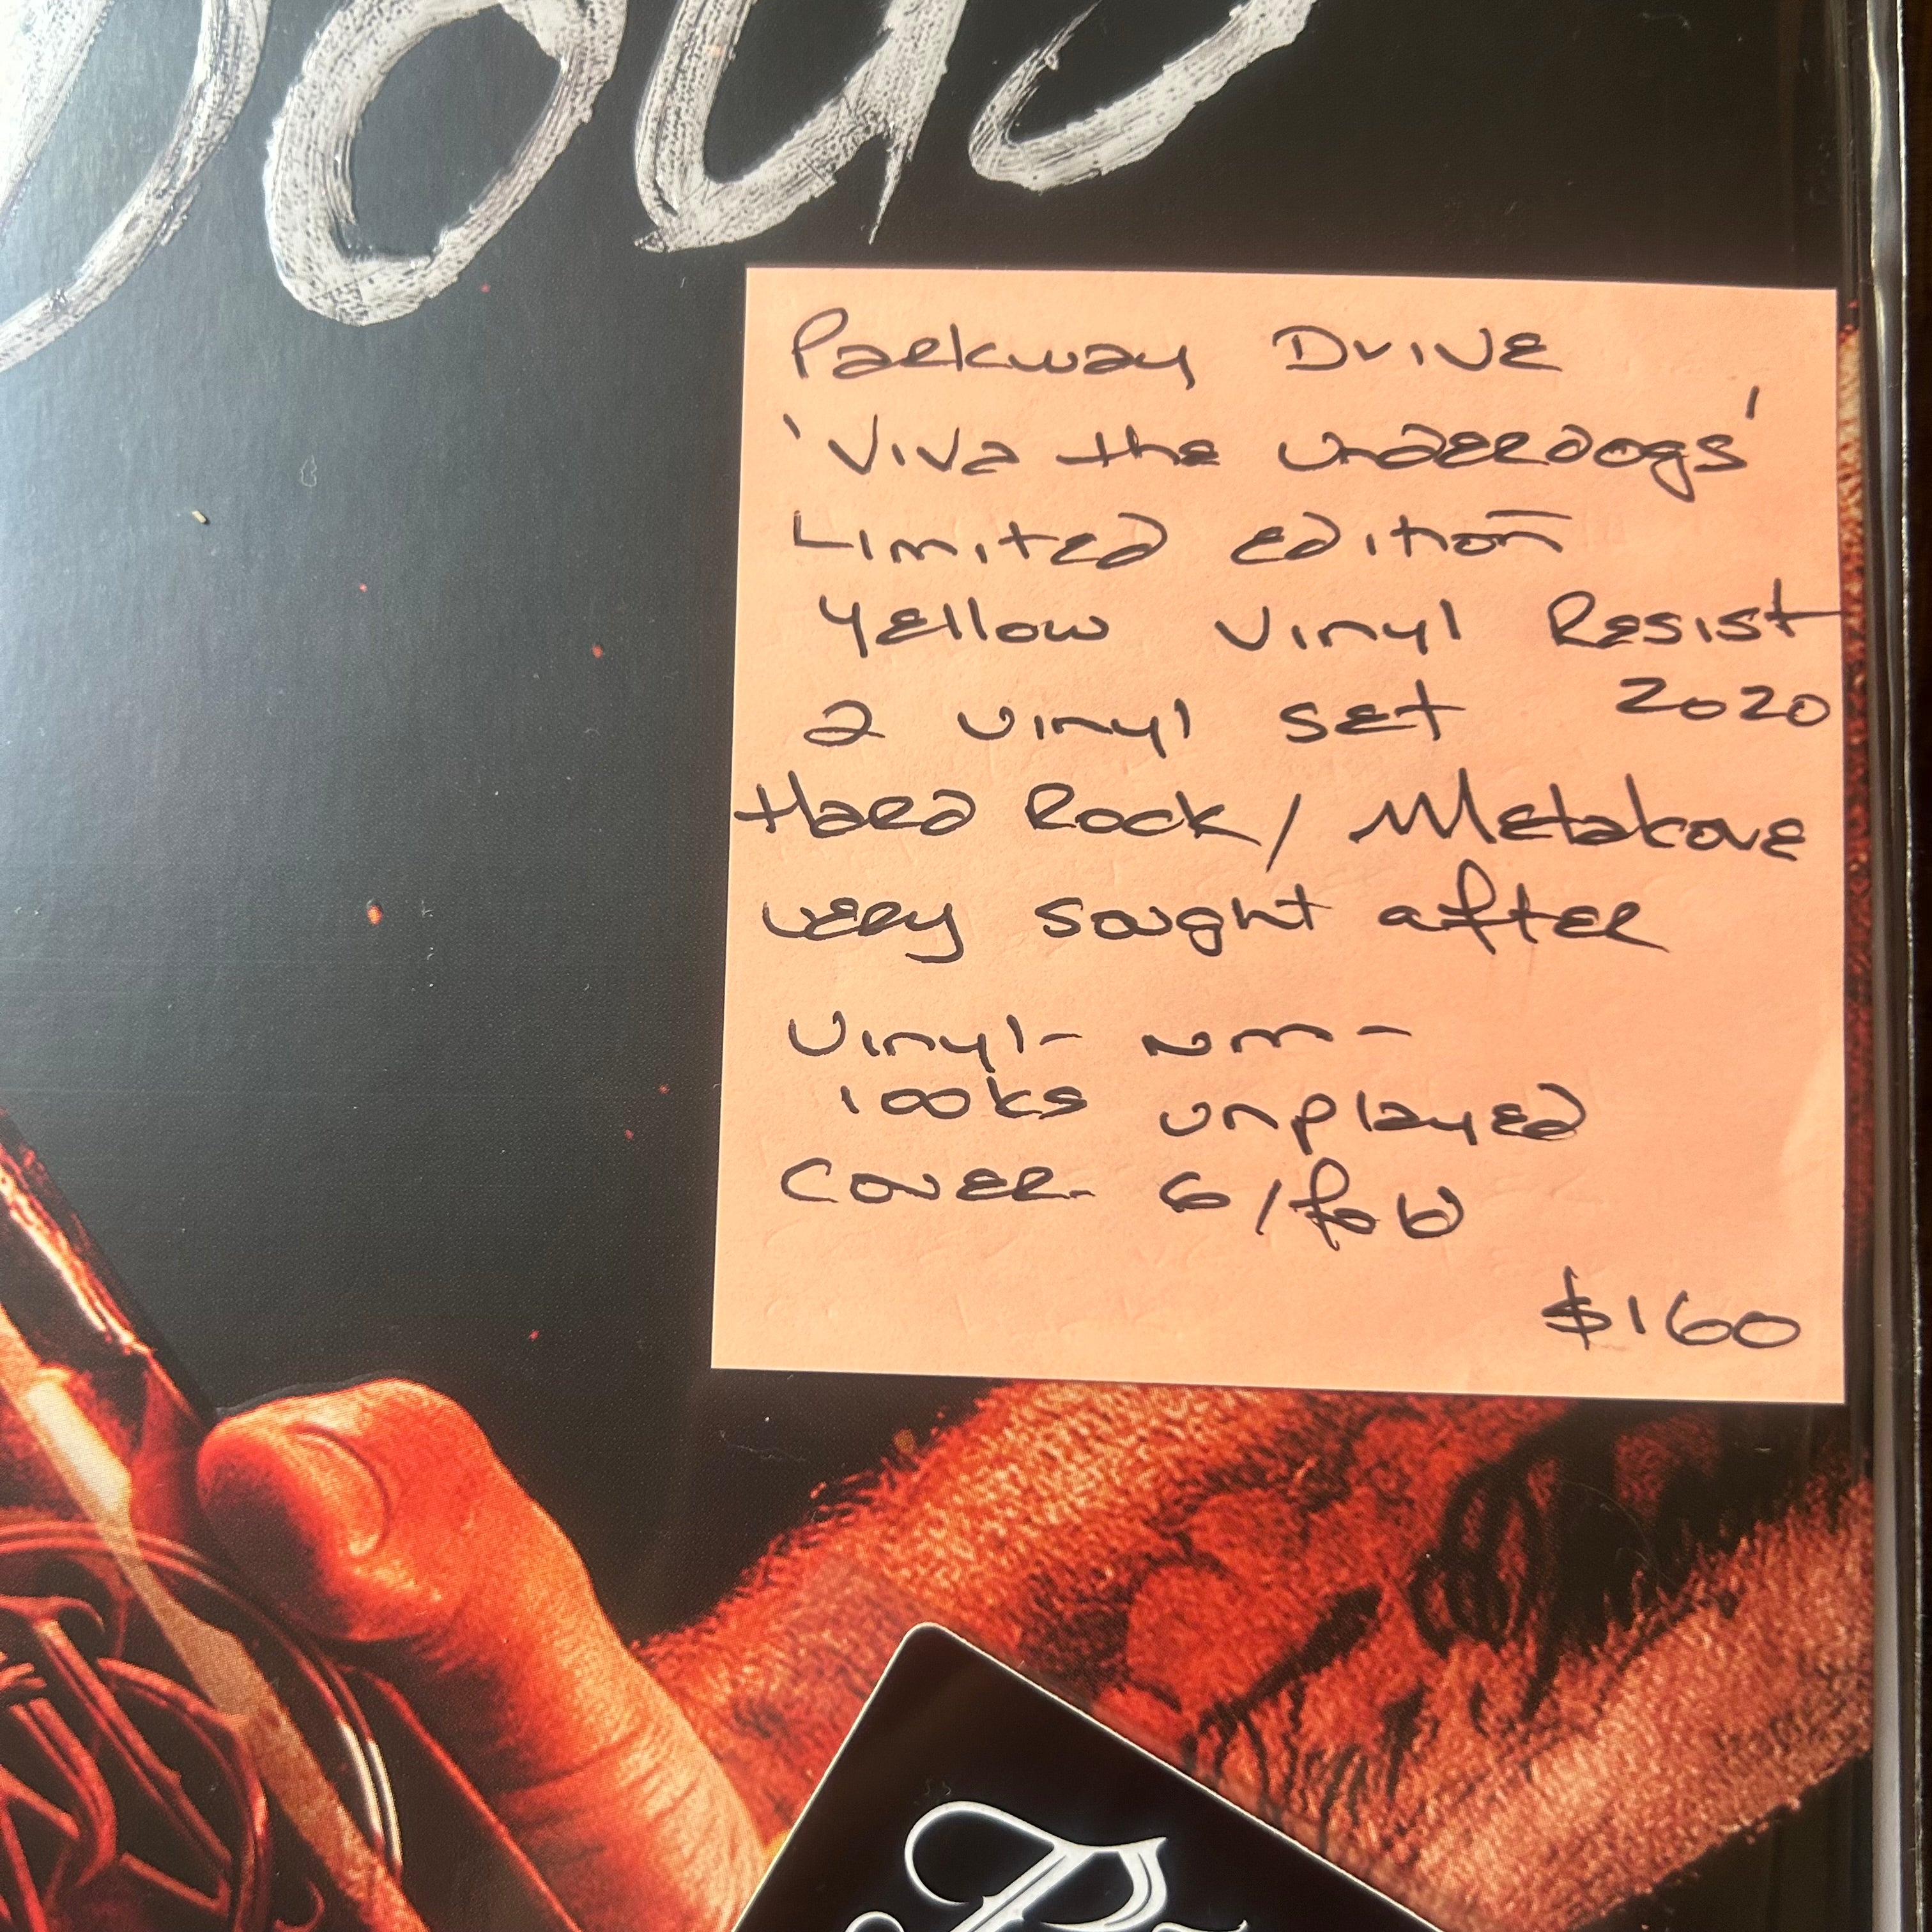 Parkway Drive
'Viva the underdogs'
Limited edition
Yellow vinyl Resist
2 vinyl set 2020
Hard Rock / Metalcore
very sought after
Vinyl- NM-
looks unplayed
Cover G/fob
$160